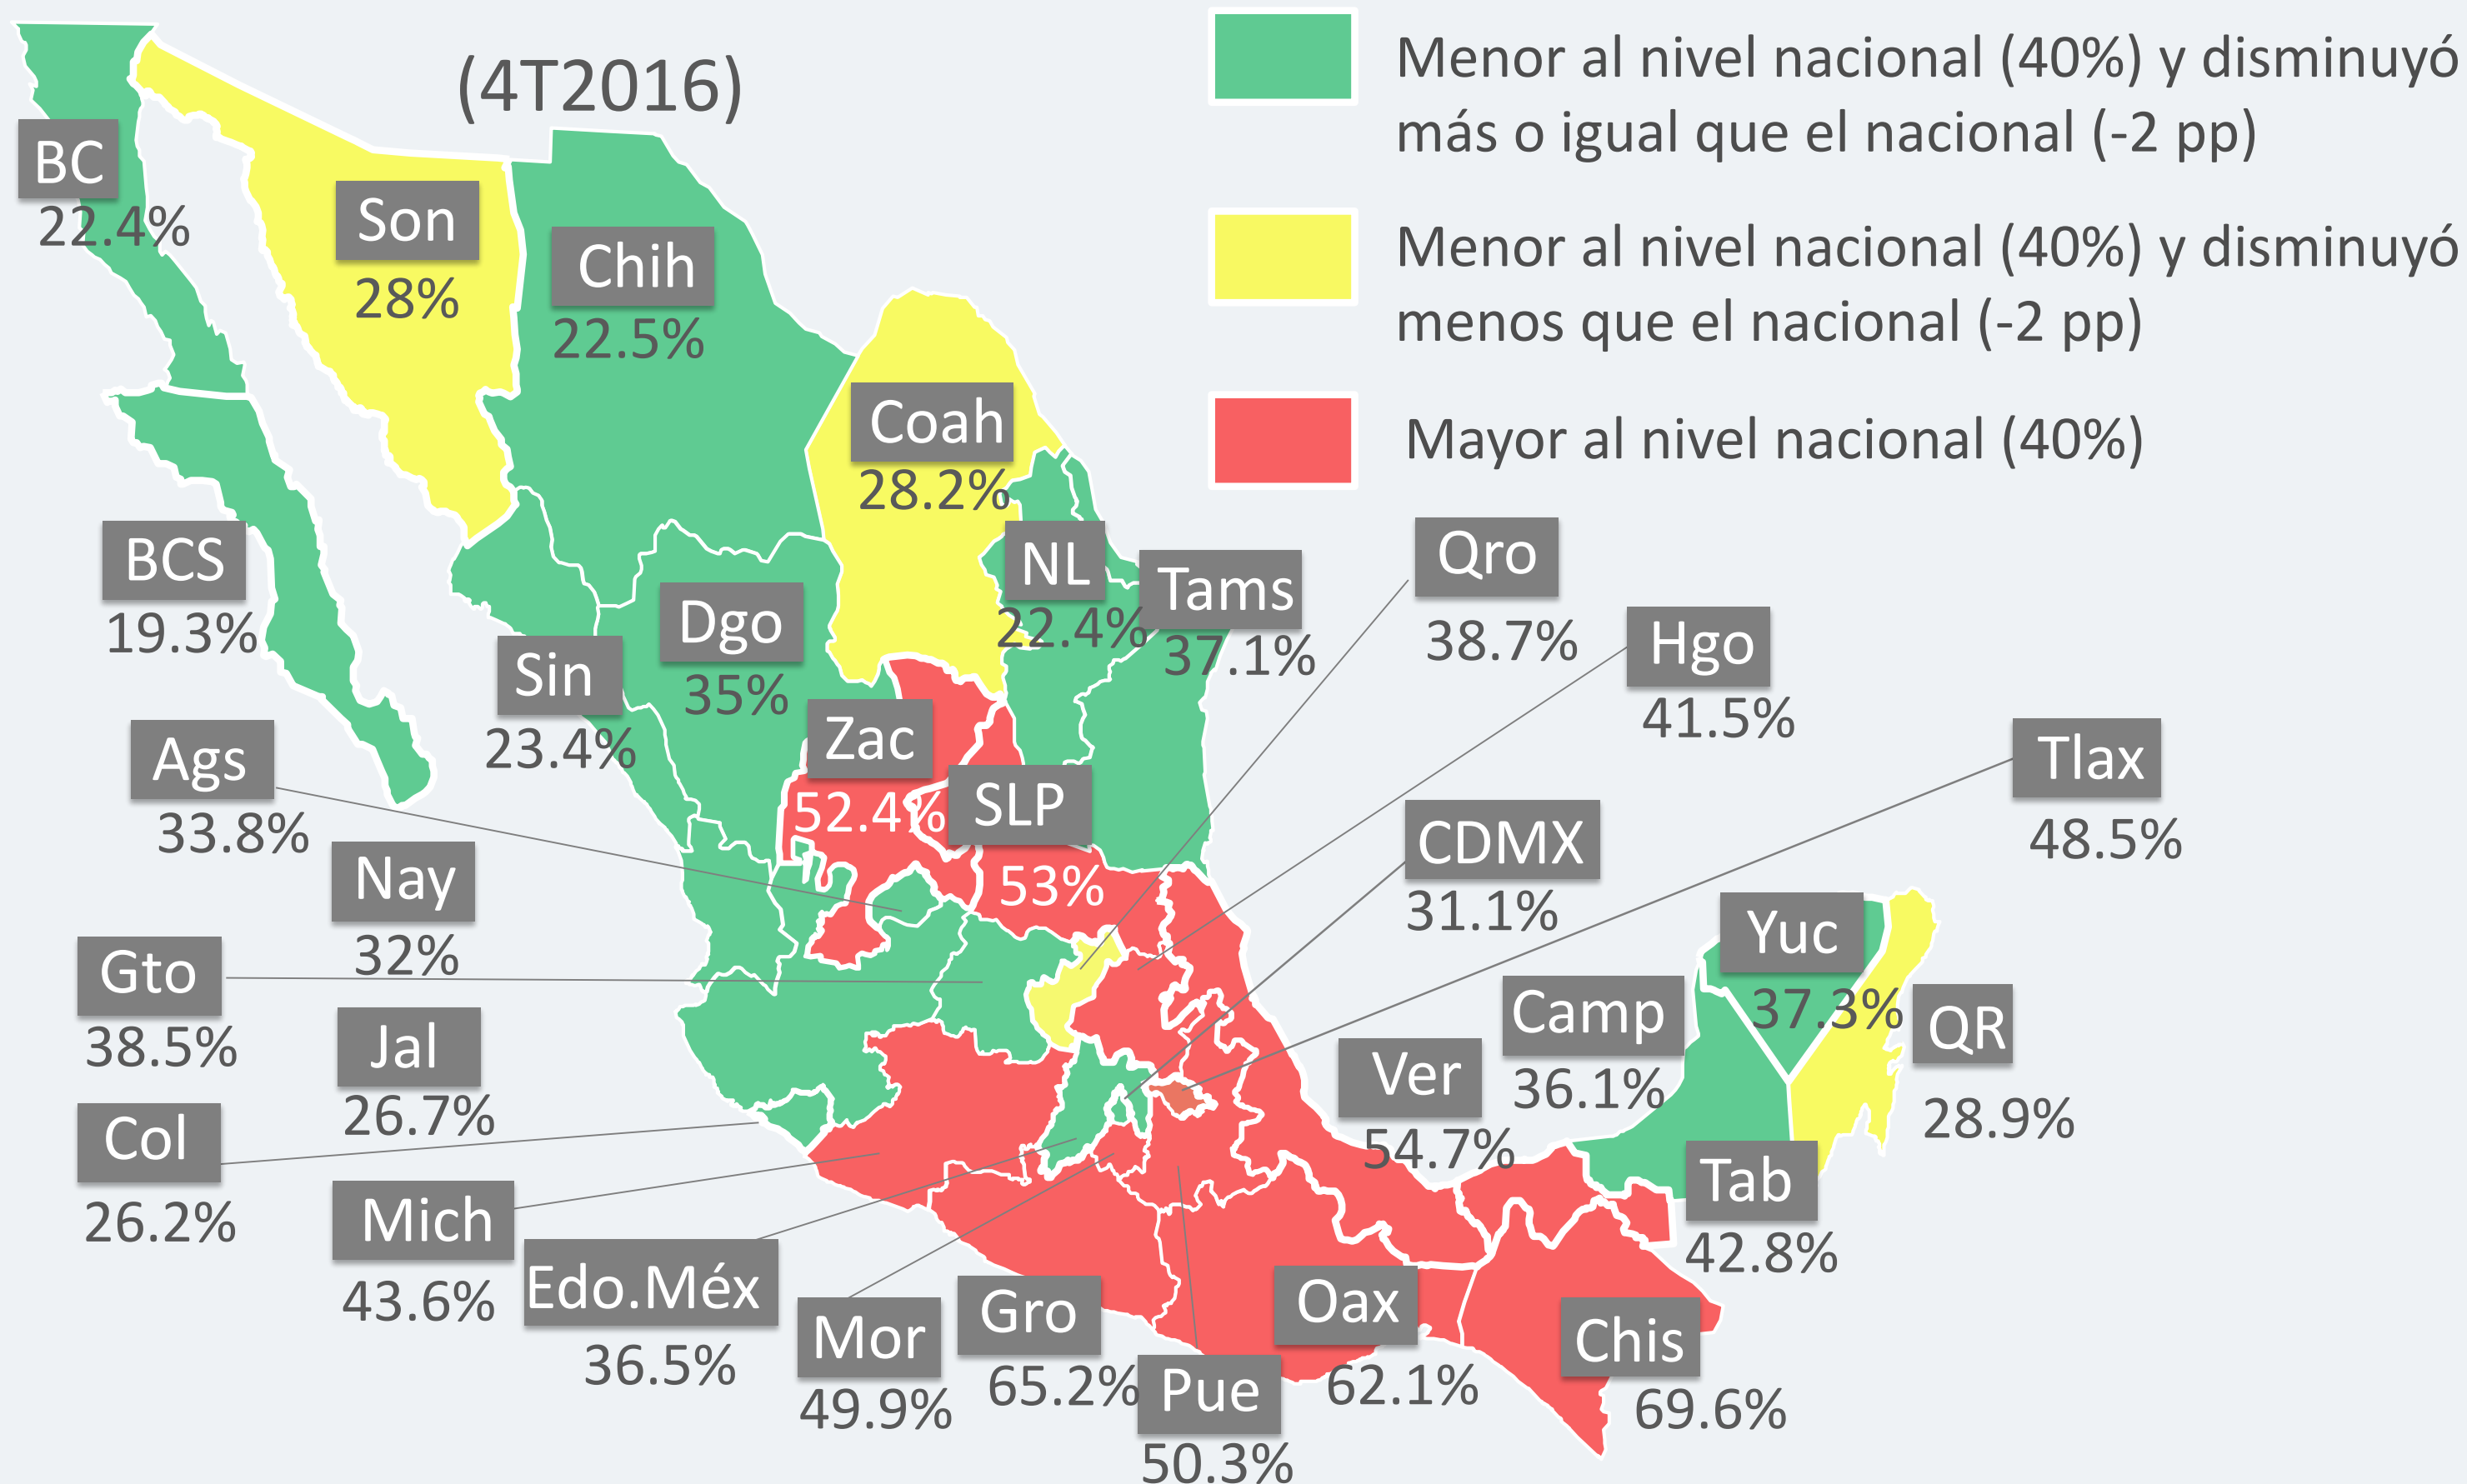 (4T2016)
Menor al nivel nacional (40%) y disminuyó
más o igual que el nacional (-2 pp)
Menor al nivel nacional (40%) y disminuyó
menos que el nacional (-2 pp)
Mayor al nivel nacional (40%)
BC
22.4%
Son
28%
Chih
22.5%
Coah
28.2%
BCS
19.3%
NL
22.4%
Tams
37.1%
Qro
38.7%
Hgo
41.5%
Dgo
35%
Sin
23.4%
Zac
52.4%
SLP
53%
Ags
33.8%
Tlax
48.5%
CDMX
31.1%
Nay
32%
Yuc
37.3%
Gto
38.5%
Camp
36.1%
QR
28.9%
Jal
26.7%
Ver
54.7%
Col
26.2%
Tab
42.8%
Mich
43.6%
Edo.Méx
36.5%
Mor
49.9%
Gro
65.2%
Pue
50.3%
Oax
62.1%
Chis
69.6%